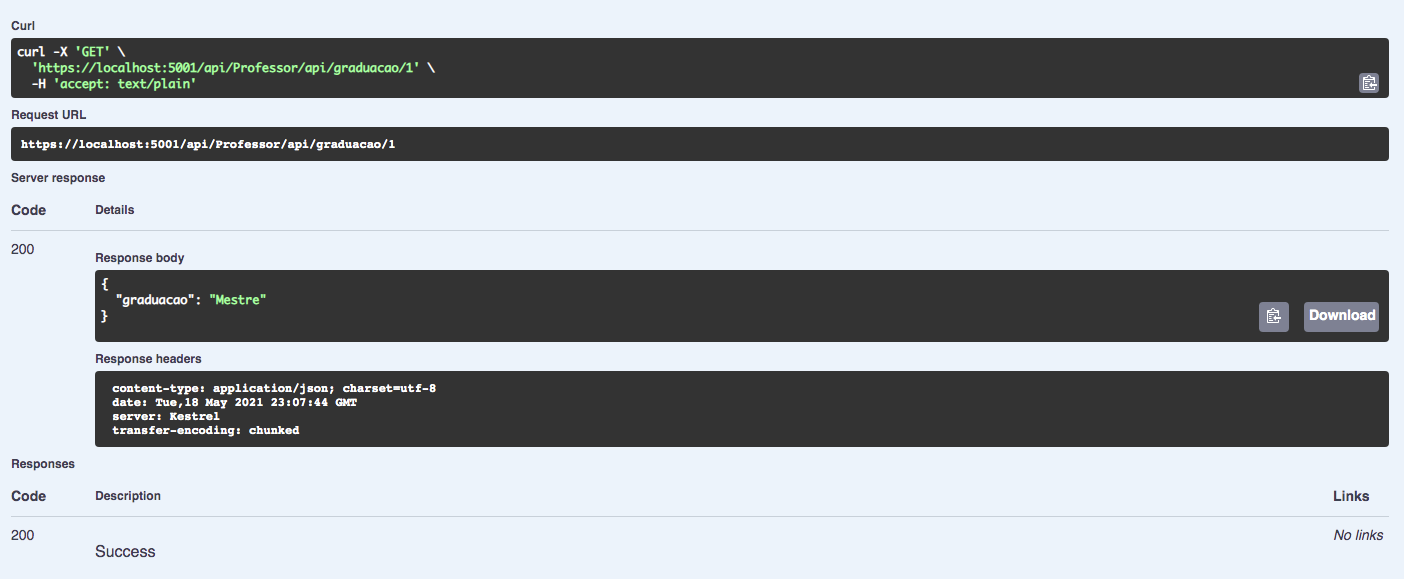 Curl
curl -X 'GET' \
'https://localhost:5001/api/Professor/api/graduacao/1' \
-H 'accept: text/plain'
Request URL
https://localhost:5001/api/Professor/api/graduacao/1
Server response
Code Details
200
Response body
{
"graduacao": "Mestre"
}
Download
Response headers
content-type: application/json; charset=utf-8
date: Tue,18 May 2021 23:07:44 GMT
server: Kestrel
transfer-encoding: chunked
Responses
Code Description Links
200 No links
Success